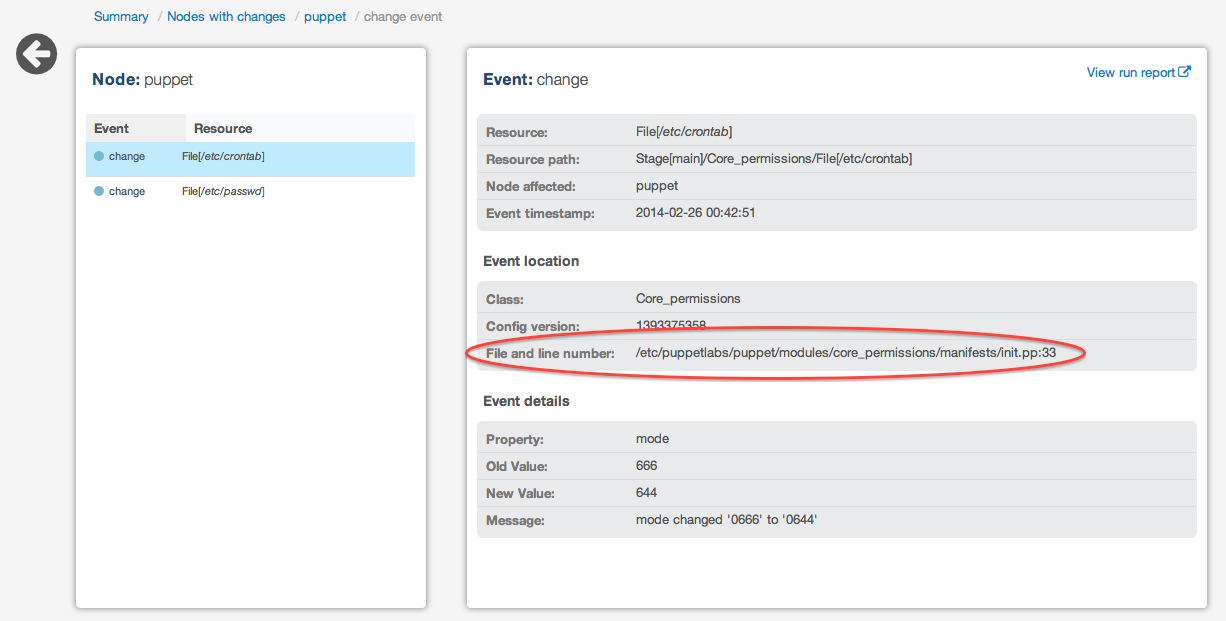 Summary / Nodes with changes / puppet / change event
Node: puppet
Event Resource
change File[/etc/crontab]
change File[/etc/passwd]
Event: change
View run report
Resource: File[/etc/crontab]
Resource path: Stage[main]/Core_permissions/File[/etc/crontab]
Node affected: puppet
Event timestamp: 2014-02-26 00:42:51
Event location
Class: Core_permissions
Config version: 1393375358
File and line number: /etc/puppetlabs/puppet/modules/core_permissions/manifests/init.pp:33
Event details
Property: mode
Old Value: 666
New Value: 644
Message: mode changed '0666' to '0644'